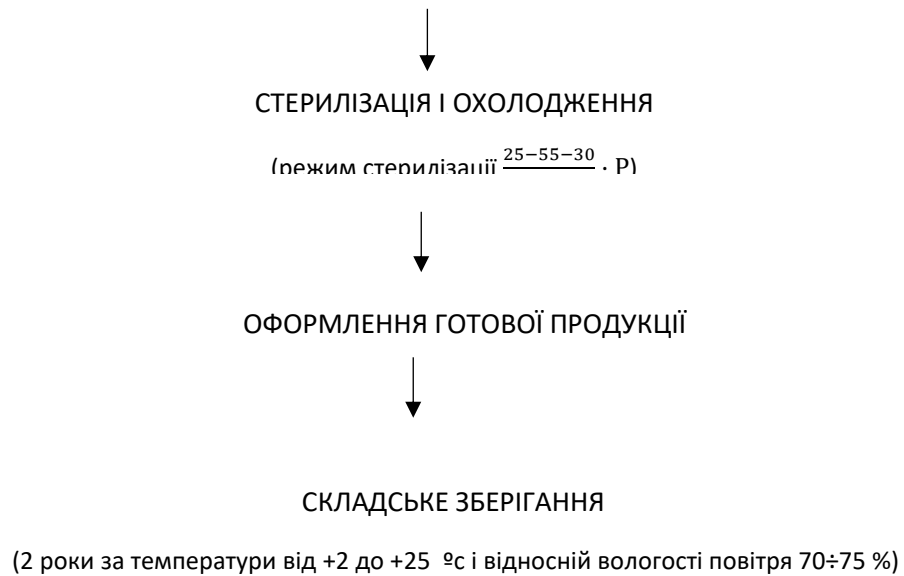 СТЕРИЛІЗАЦІЯ І ОХОЛОДЖЕННЯ
(режим стерилізації 25−55−30 · P)
ОФОРМЛЕННЯ ГОТОВОЇ ПРОДУКЦІЇ
СКЛАДСЬКЕ ЗБЕРІГАННЯ
(2 роки за температури від +2 до +25 ºс і відносній вологості повітря 70÷75 %)